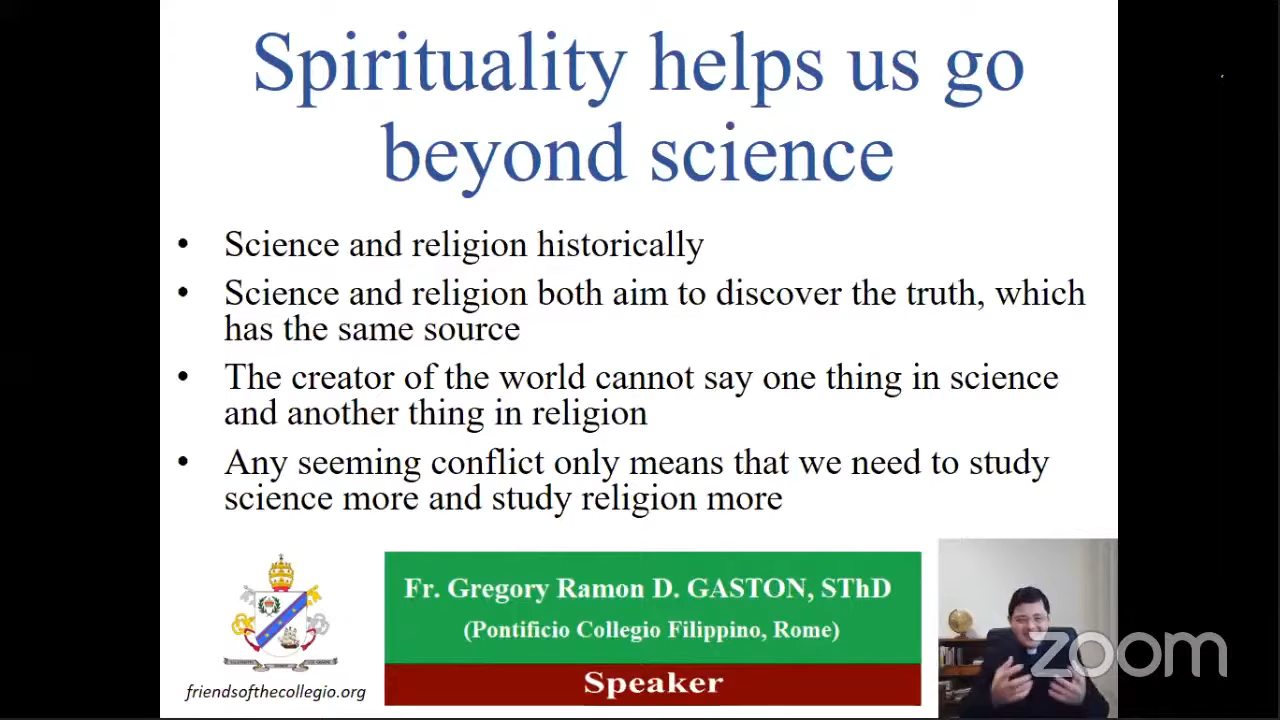 Spirituality helps us go
beyond science
• Science and religion historically
• Science and religion both aim to discover the truth, which
has the same source
• The creator of the world cannot say one thing in science
and another thing in religion
• Any seeming conflict only means that we need to study
science more and study religion more
friendsofthecollegio.org
Fr. Gregory Ramon D. GASTON, SThD
(Pontificio Collegio Filippino, Rome)
Speaker
zoom